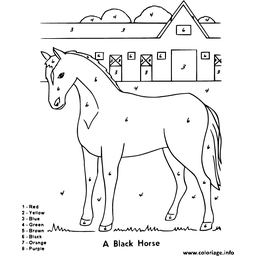 1 - Red
2 - Yellow
3 - Blue
4 - Green
5 - Brown
6 - Black
7 - Orange
8 - Purple
A Black Horse
www.coloriage.info